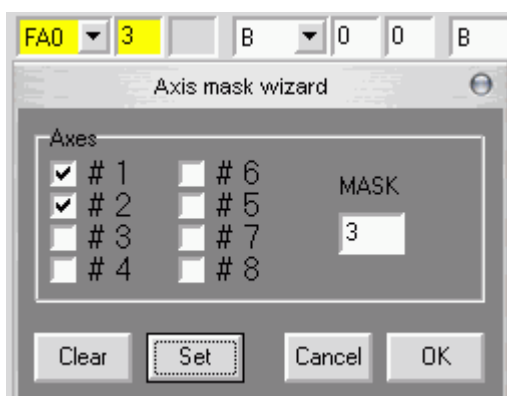 FA0 3 B 0 0 B
Axis mask wizard
Axes
# 1 # 6
# 2 # 5 MASK
# 3 # 7 3
# 4 # 8
Clear Set Cancel OK